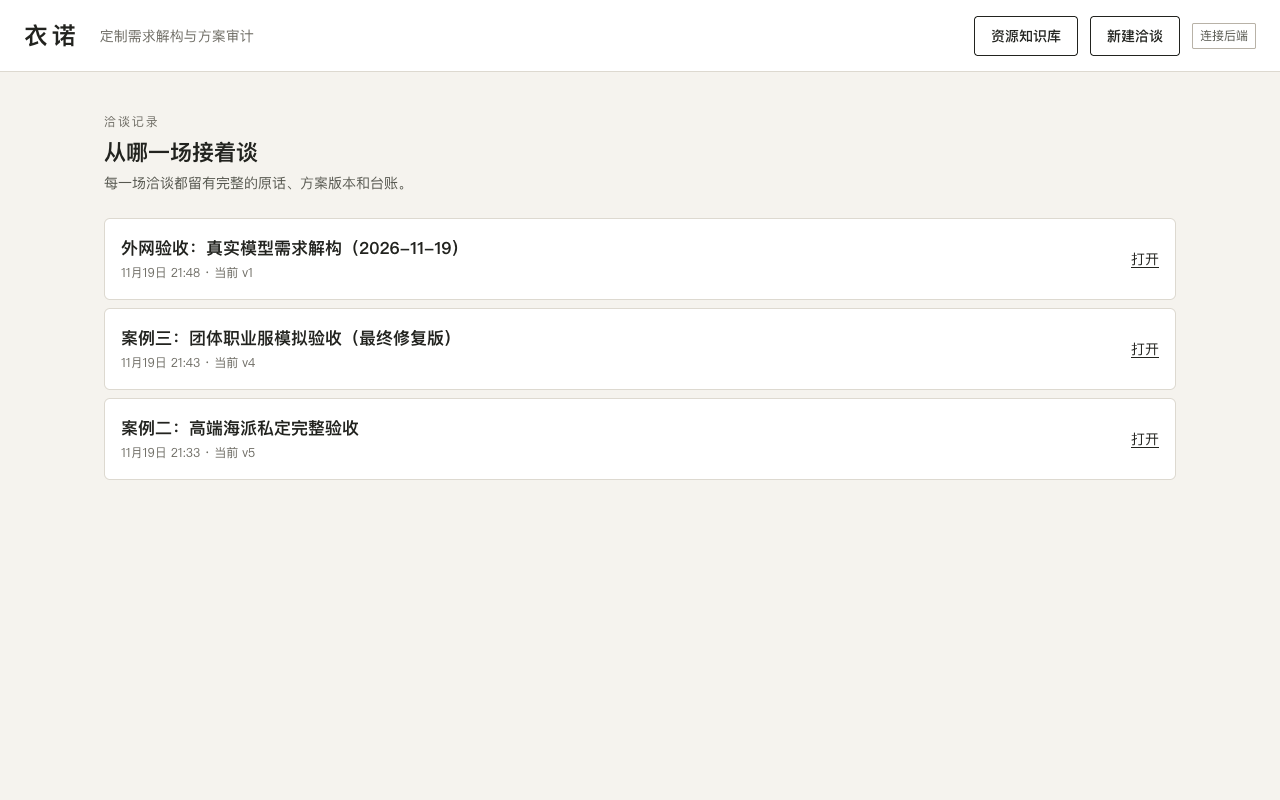 衣诺
定制需求解构与方案审计
资源知识库
新建洽谈
连接后端
洽谈记录
从哪一场接着谈
每一场洽谈都留有完整的原话、方案版本和台账。
外网验收：真实模型需求解构（2026-11-19）
11月19日 21:48 · 当前 v1
打开
案例三：团体职业服模拟验收（最终修复版）
11月19日 21:43 · 当前 v4
打开
案例二：高端海派私定完整验收
11月19日 21:33 · 当前 v5
打开